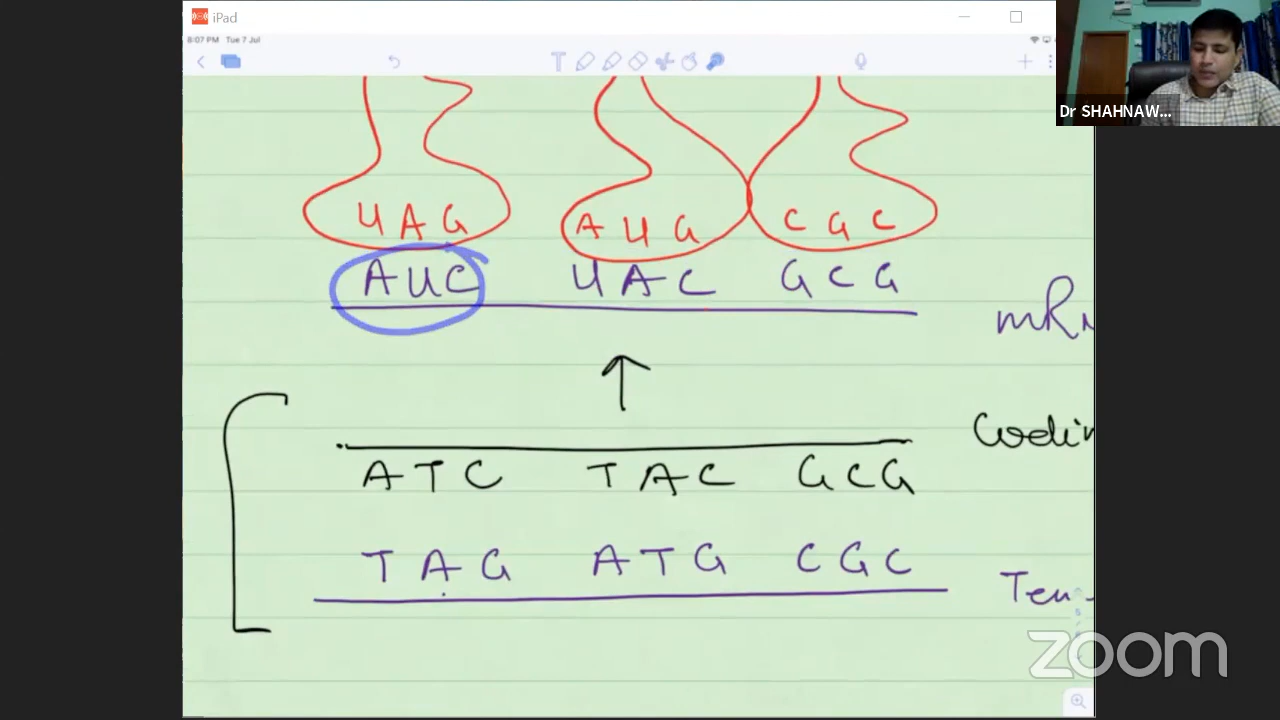 iPad
8:07 PM Tue 7 Jul
Dr SHAHNAW...
UAG AUG CGC
AUC UAC GCG
mRN
Codin
ATC TAC GCG
TAG ATG CGC
Tem
zoom